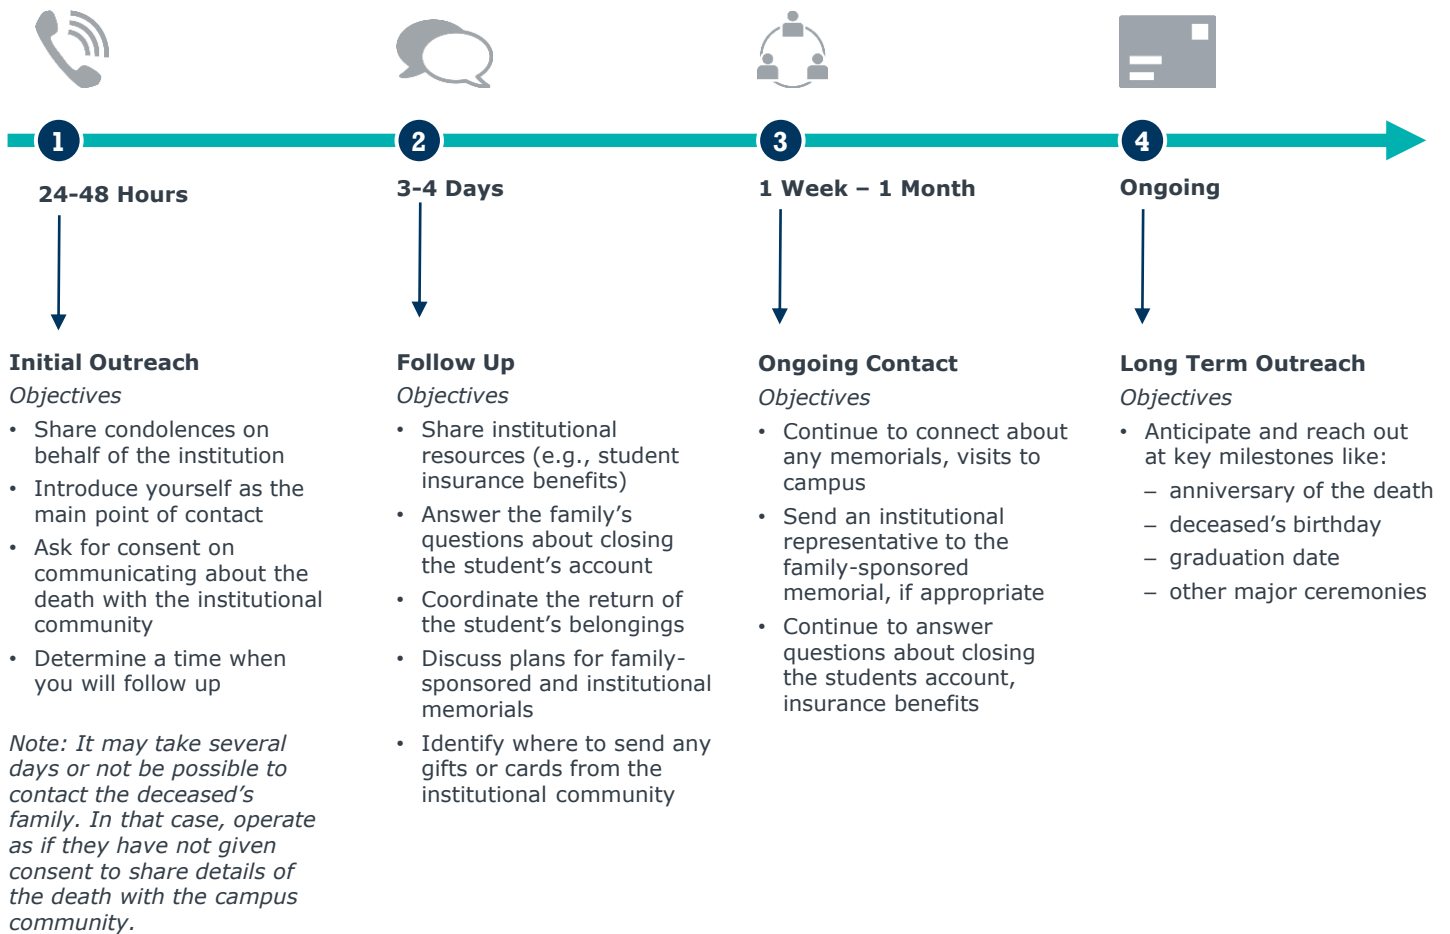 1
24-48 Hours
Initial Outreach
Objectives
• Share condolences on
behalf of the institution
• Introduce yourself as the
main point of contact
• Ask for consent on
communicating about the
death with the institutional
community
• Determine a time when
you will follow up
Note: It may take several
days or not be possible to
contact the deceased’s
family. In that case, operate
as if they have not given
consent to share details of
the death with the campus
community.
2
3-4 Days
Follow Up
Objectives
• Share institutional
resources (e.g., student
insurance benefits)
• Answer the family’s
questions about closing
the student’s account
• Coordinate the return of
the student’s belongings
• Discuss plans for family-
sponsored and institutional
memorials
• Identify where to send any
gifts or cards from the
institutional community
3
1 Week – 1 Month
Ongoing Contact
Objectives
• Continue to connect about
any memorials, visits to
campus
• Send an institutional
representative to the
family-sponsored
memorial, if appropriate
• Continue to answer
questions about closing
the students account,
insurance benefits
4
Ongoing
Long Term Outreach
Objectives
• Anticipate and reach out
at key milestones like:
– anniversary of the death
– deceased’s birthday
– graduation date
– other major ceremonies